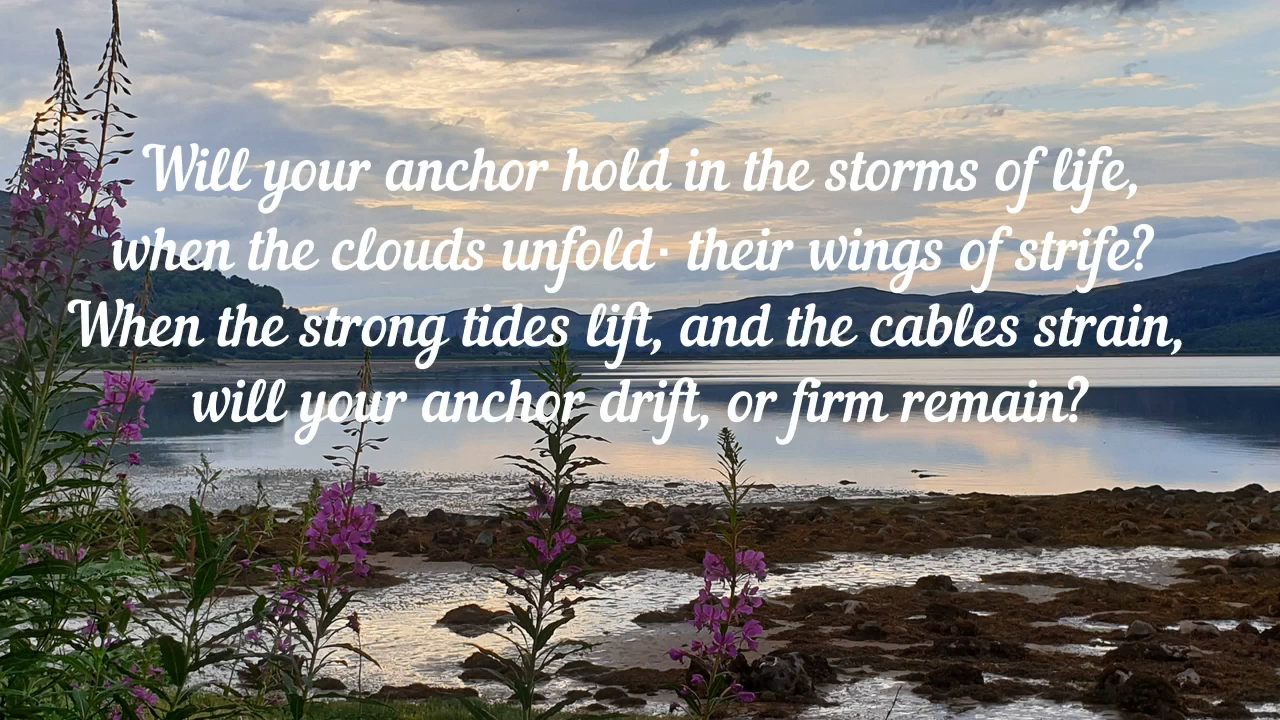 Will your anchor hold in the storms of life,
when the clouds unfold· their wings of strife?
When the strong tides lift, and the cables strain,
will your anchor drift, or firm remain?